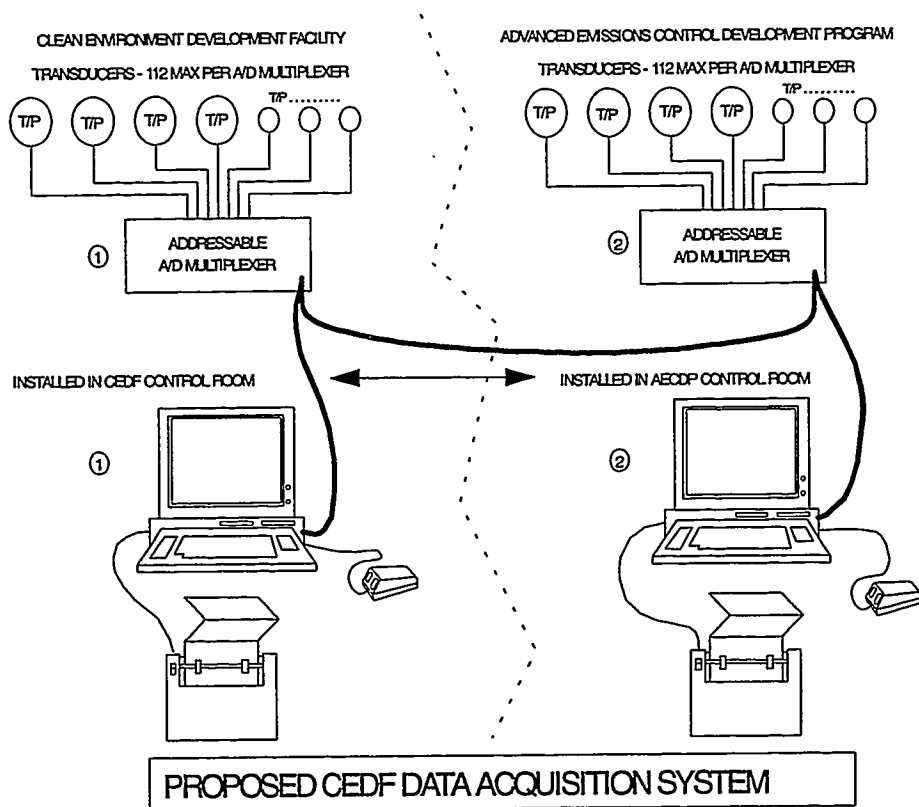 CLEAN ENVIRONMENT DEVELOPMENT FACILITY
TRANSDUCERS - 112 MAX PER A/D MULTIPLEXER
T/P.........
T/P T/P T/P T/P
① ADDRESSABLE
A/D MULTIPLEXER
ADVANCED EMISSIONS CONTROL DEVELOPMENT PROGRAM
TRANSDUCERS - 112 MAX PER A/D MULTIPLEXER
T/P.........
T/P T/P T/P T/P
② ADDRESSABLE
A/D MULTIPLEXER
INSTALLED IN CEDF CONTROL ROOM
①
INSTALLED IN AECDP CONTROL ROOM
②
PROPOSED CEDF DATA ACQUISITION SYSTEM